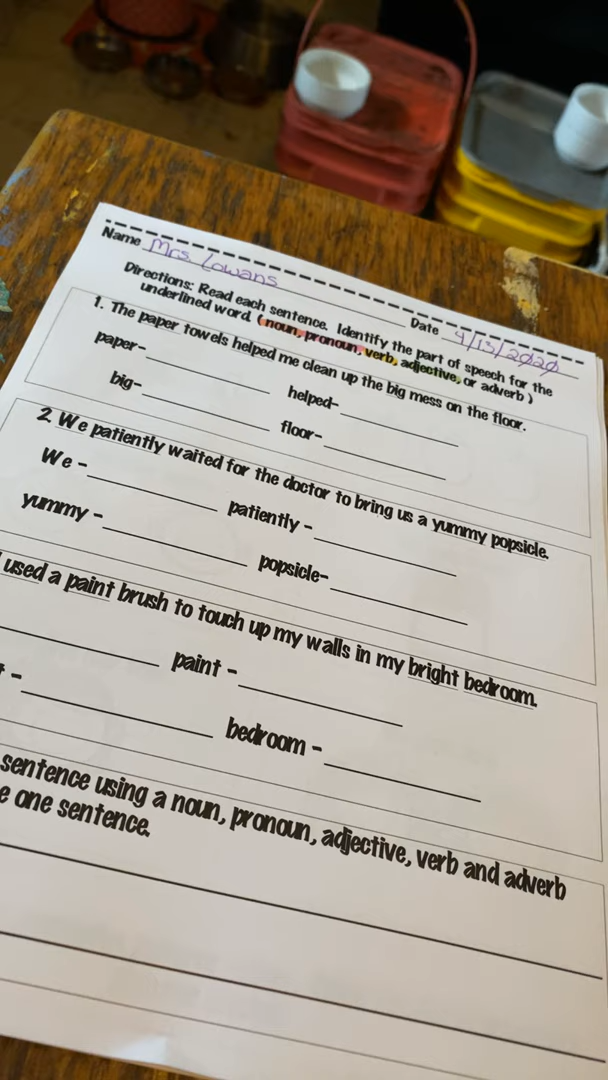 Name Mrs Lowans Date 4/13/2020
Directions: Read each sentence. Identify the part of speech for the
underlined word. (noun, pronoun, verb, adjective, or adverb)
1. The paper towels helped me clean up the big mess on the floor.
paper- helped-
big- floor-
2. We patiently waited for the doctor to bring us a yummy popsicle.
We - patiently -
yummy - popsicle-
used a paint brush to touch up my walls in my bright bedroom.
paint -
bedroom -
sentence using a noun, pronoun, adjective, verb and adverb
one sentence.